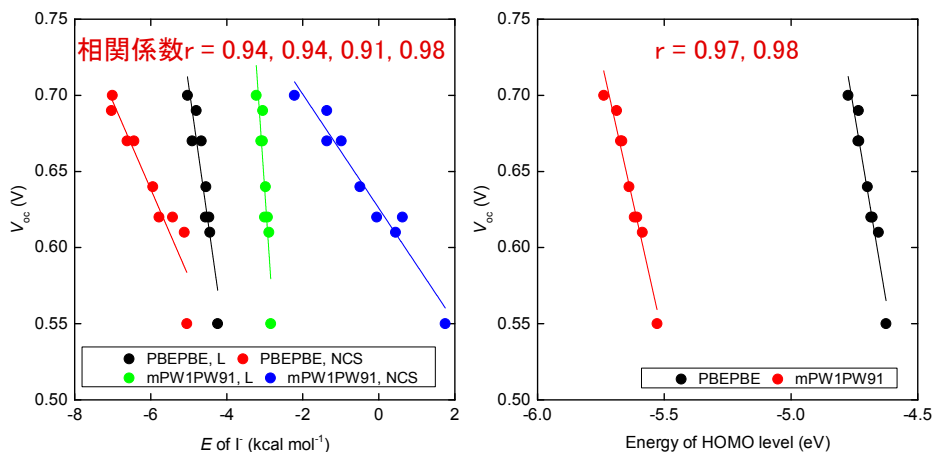 相関係数r = 0.94, 0.94, 0.91, 0.98
0.75
0.70
0.65
0.60
0.55
0.50
Voc (V)
PBEPBE, L PBEPBE, NCS
mPW1PW91, L mPW1PW91, NCS
-8 -6 -4 -2 0 2
E of I- (kcal mol-1)
r = 0.97, 0.98
0.75
0.70
0.65
0.60
0.55
0.50
Voc (V)
PBEPBE mPW1PW91
-6.0 -5.5 -5.0 -4.5
Energy of HOMO level (eV)